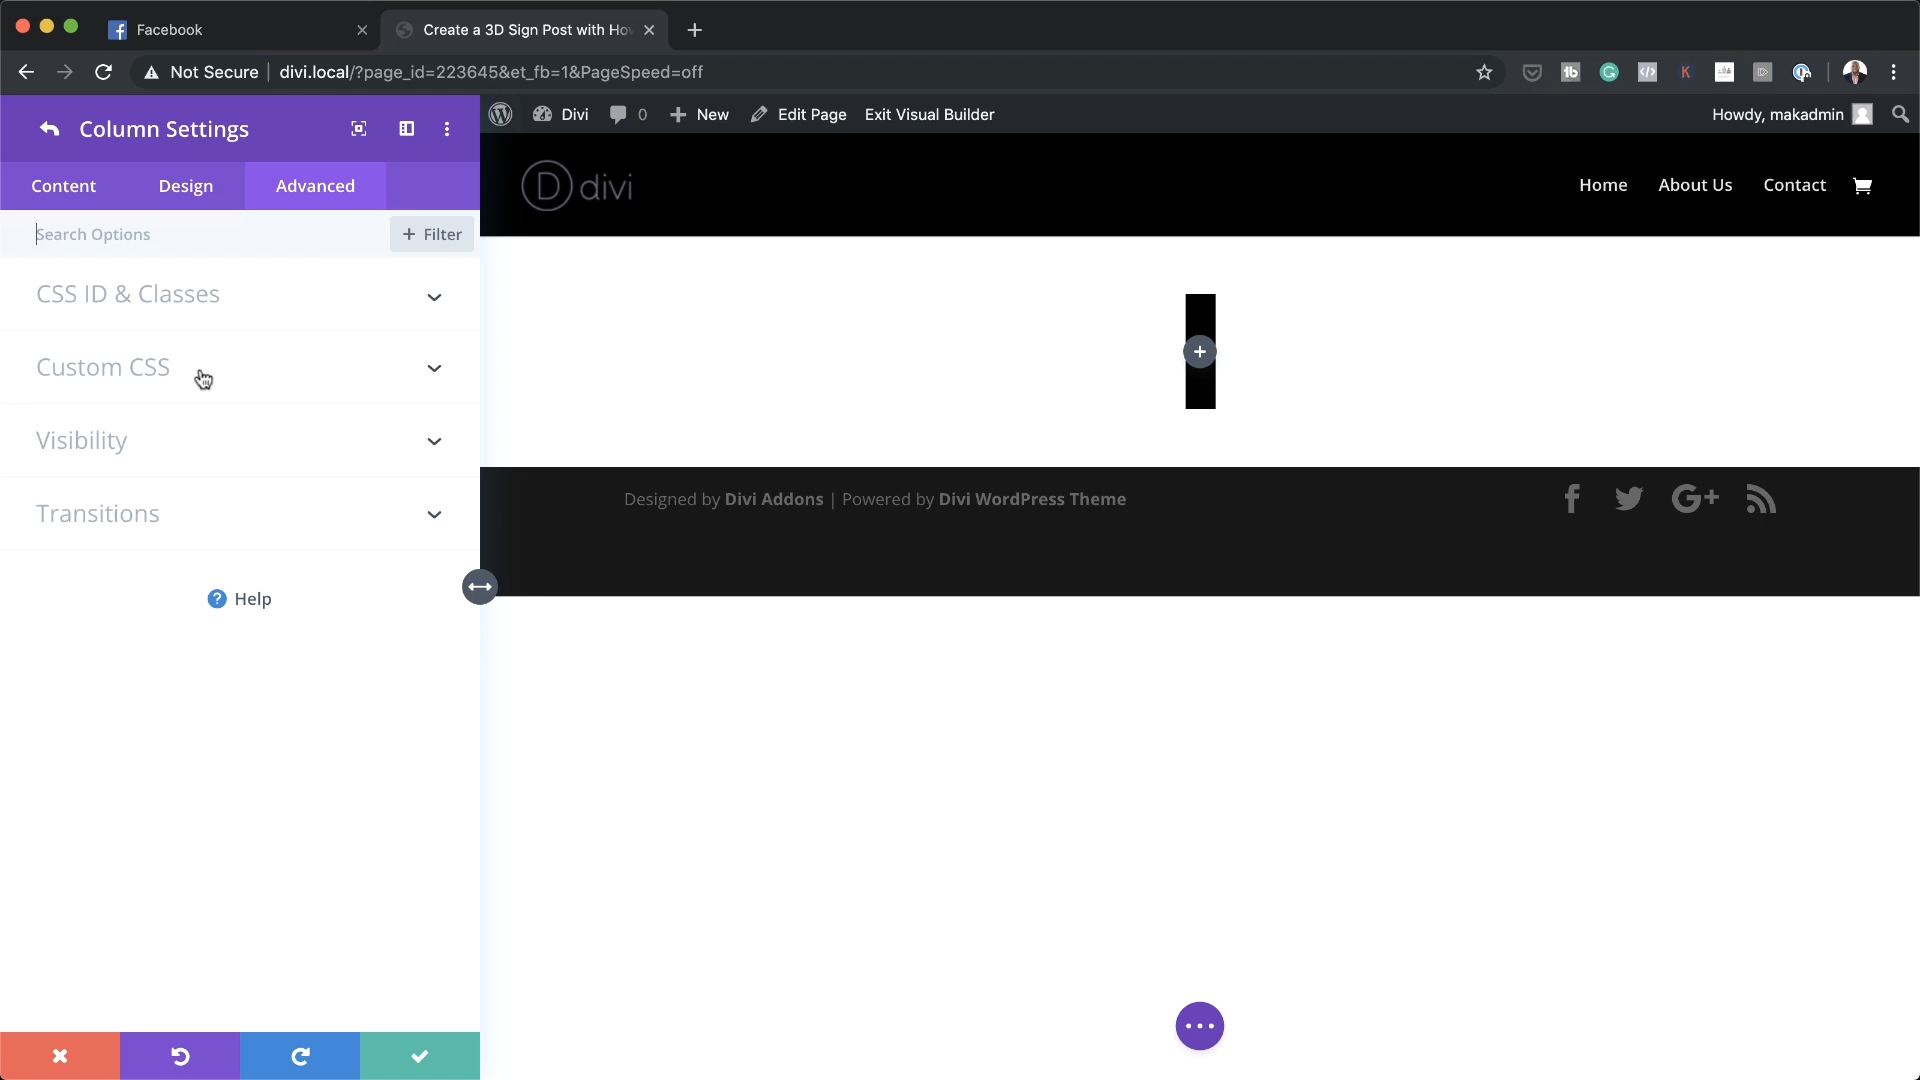 Facebook
Create a 3D Sign Post with Hov
Not Secure
divi.local/?page_id=223645&et_fb=1&PageSpeed=off
Column Settings
Divi
0
New
Edit Page
Exit Visual Builder
Howdy, makadmin
Content
Design
Advanced
D divi
Home
About Us
Contact
Search Options
+ Filter
CSS ID & Classes
Custom CSS
Visibility
Transitions
? Help
Designed by Divi Addons | Powered by Divi WordPress Theme